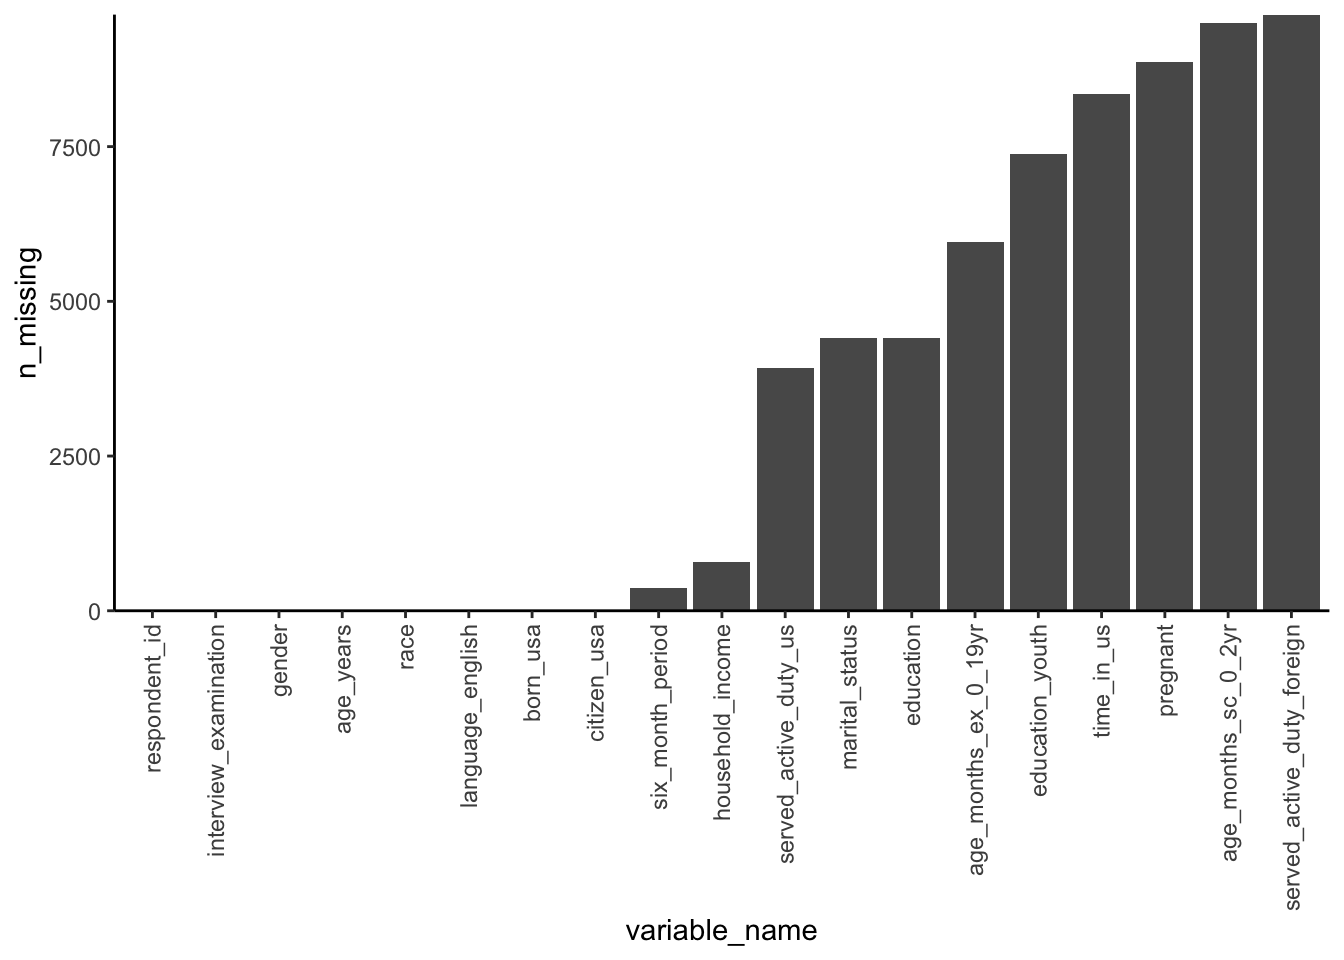 n_missing
7500
5000
2500
0
respondent_id
interview_examination
gender
age_years
race
language_english
born_usa
citizen_usa
six_month_period
household_income
served_active_duty_us
marital_status
education
age_months_ex_0_19yr
education_youth
time_in_us
pregnant
age_months_sc_0_2yr
served_active_duty_foreign
variable_name